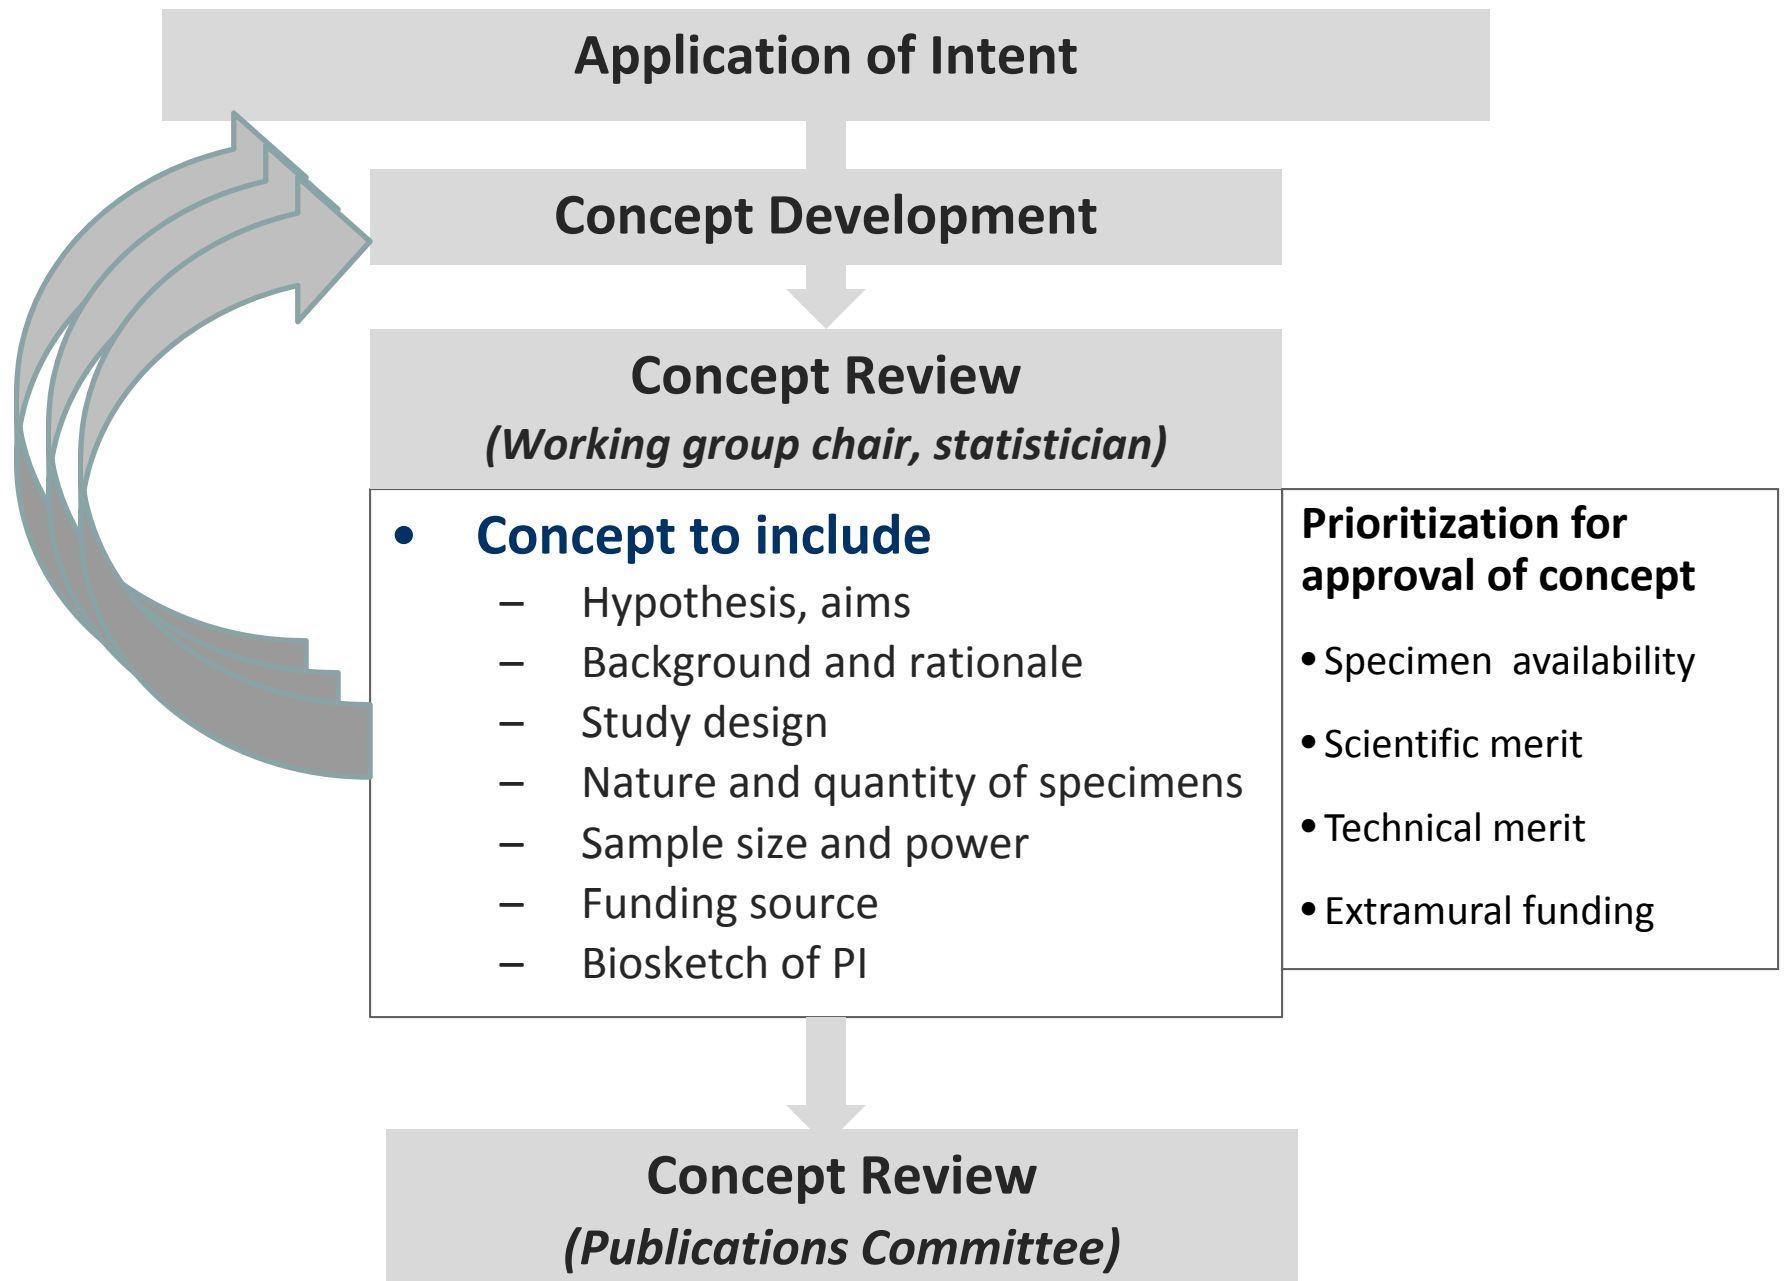 Application of Intent
Concept Development
Concept Review
(Working group chair, statistician)
• Concept to include
– Hypothesis, aims
– Background and rationale
– Study design
– Nature and quantity of specimens
– Sample size and power
– Funding source
– Biosketch of PI
Prioritization for
approval of concept
• Specimen availability
• Scientific merit
• Technical merit
• Extramural funding
Concept Review
(Publications Committee)